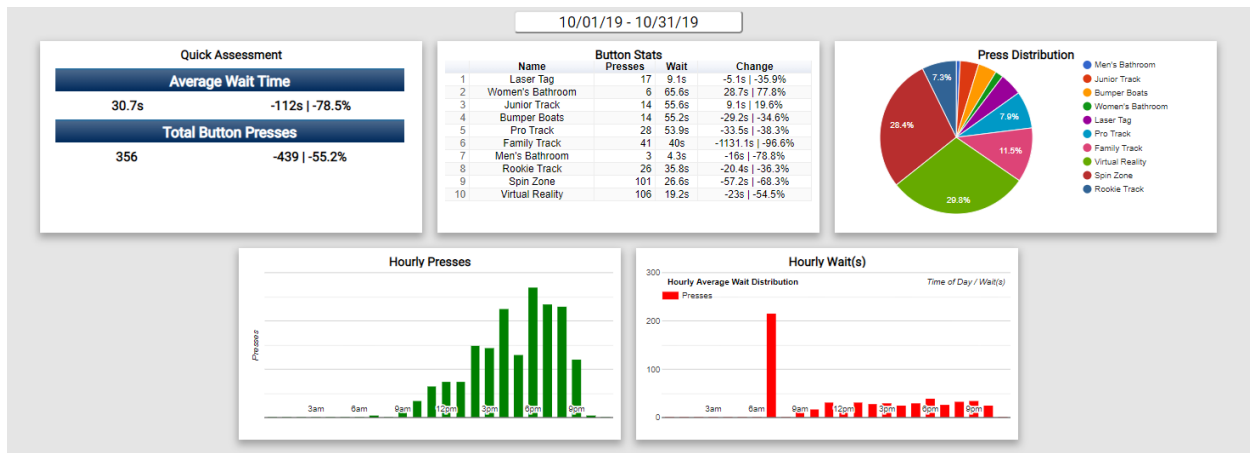 10/01/19 - 10/31/19
Quick Assessment
Average Wait Time
30.7s -112s | -78.5%
Total Button Presses
356 -439 | -55.2%
Button Stats
Name Presses Wait Change
1 Laser Tag 17 9.1s -5.1s | -35.9%
2 Women's Bathroom 6 65.6s 28.7s | 77.8%
3 Junior Track 14 55.6s 9.1s | 19.6%
4 Bumper Boats 14 55.2s -29.2s | -34.6%
5 Pro Track 28 53.9s -33.5s | -38.3%
6 Family Track 41 40s -1131.1s | -96.6%
7 Men's Bathroom 3 4.3s -16s | -78.8%
8 Rookie Track 26 35.8s -20.4s | -36.3%
9 Spin Zone 101 26.6s -57.2s | -68.3%
10 Virtual Reality 106 19.2s -23s | -54.5%
Press Distribution
7.3%
28.4%
7.9%
11.5%
29.8%
Men's Bathroom
Junior Track
Bumper Boats
Women's Bathroom
Laser Tag
Pro Track
Family Track
Virtual Reality
Spin Zone
Rookie Track
Hourly Presses
Presses
3am 6am 9am 12pm 3pm 6pm 9pm
Hourly Wait(s)
Hourly Average Wait Distribution Time of Day / Wait(s)
Presses
300
200
100
0
3am 6am 9am 12pm 3pm 6pm 9pm